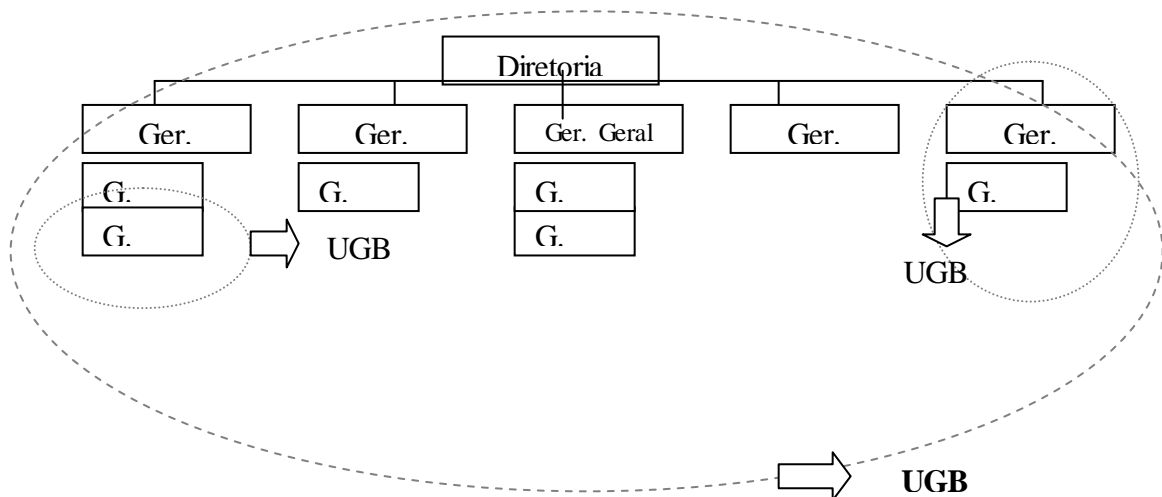 Diretoria
Ger. Ger. Ger. Geral Ger. Ger.
G. G. G. G.
G. UGB G.
UGB
UGB